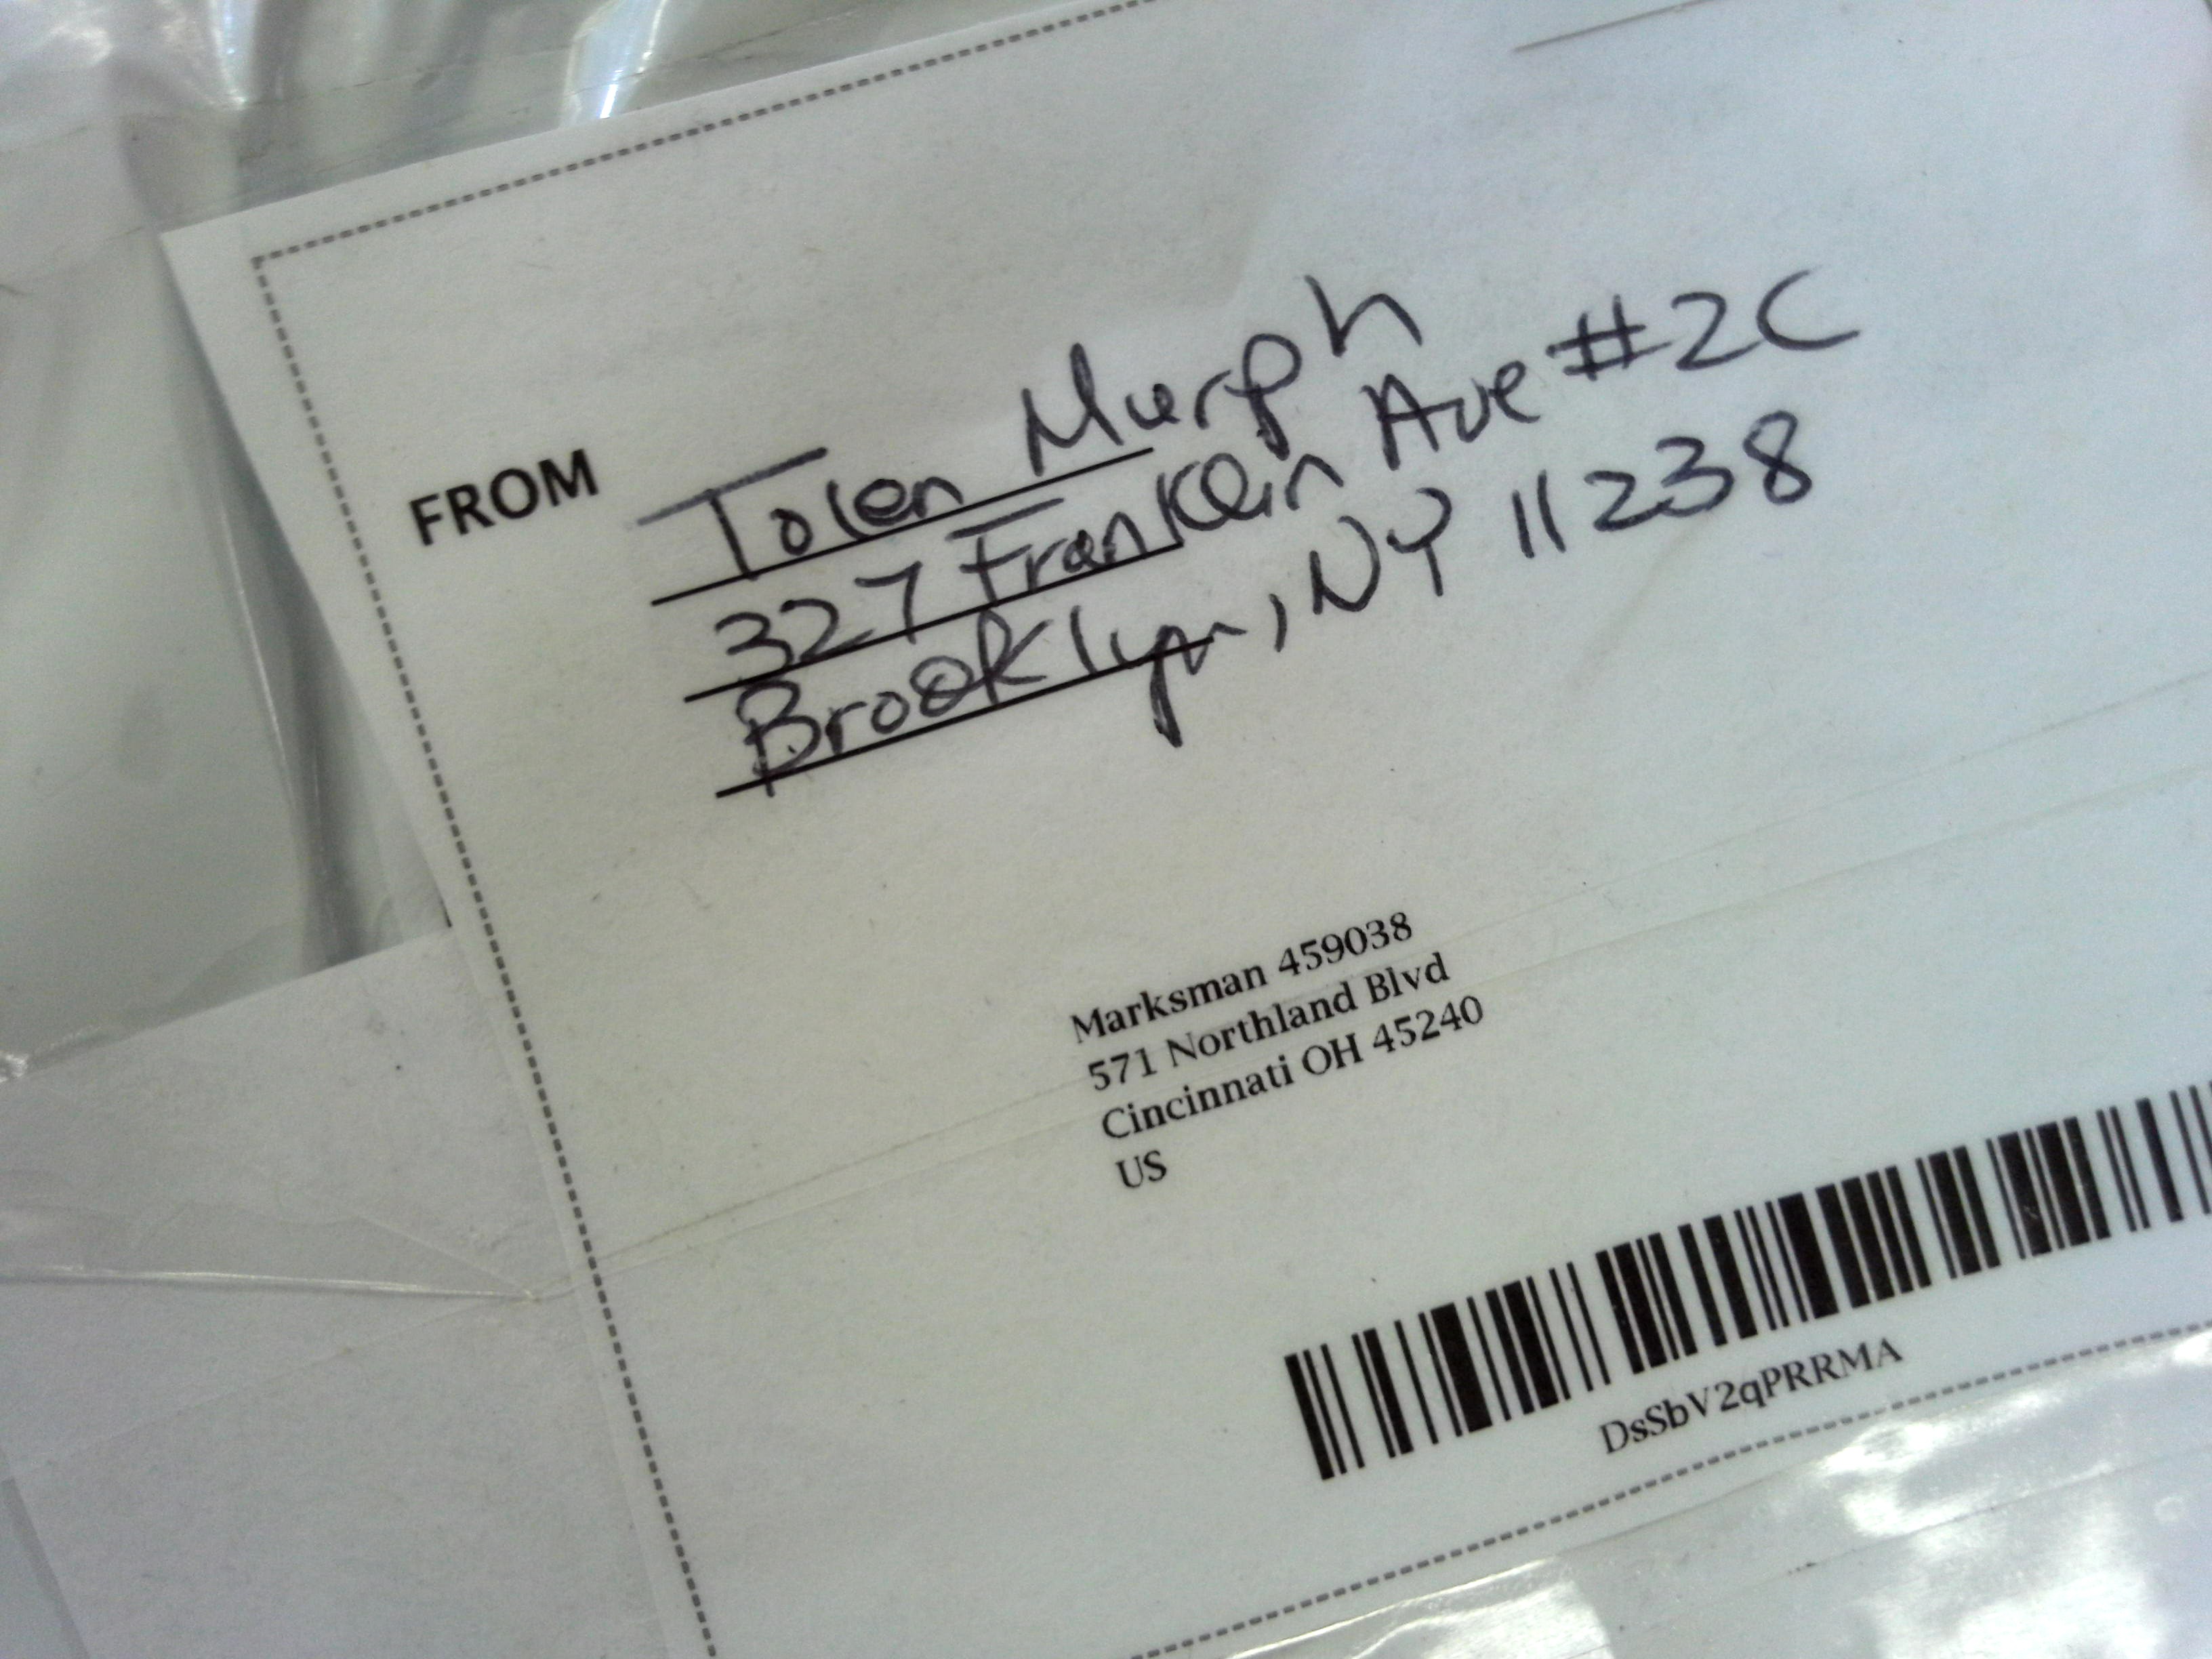 FROM
Tolen Murph
327 Franklin Ave #2C
Brooklyn, NY 11238
Marksman 459038
571 Northland Blvd
Cincinnati OH 45240
US
DsSbV2qPRRMA